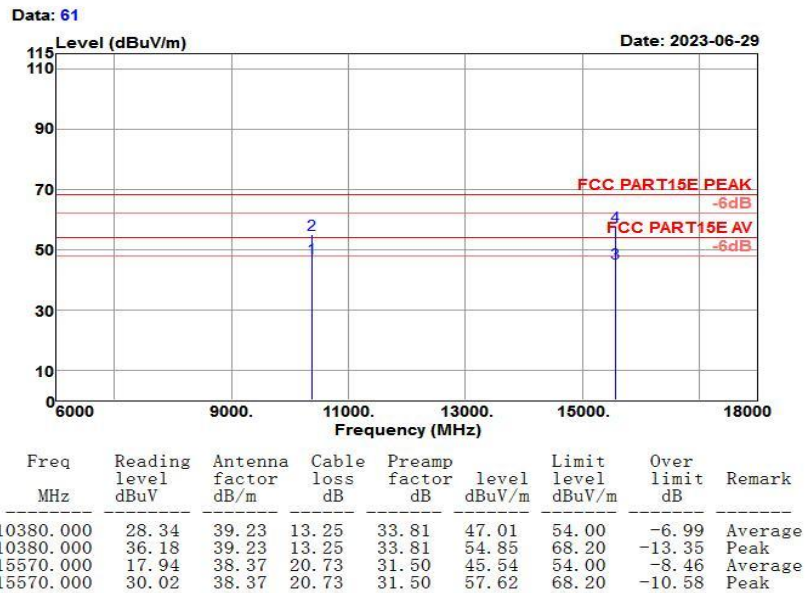 Data: 61
Level (dBuV/m) Date: 2023-06-29
115
110
90
FCC PART15E PEAK
70
-6dB
2 4
FCC PART15E AV
50 1 3 -6dB
30
10
0
6000 9000. 11000. 13000. 15000. 18000
Frequency (MHz)
Freq Reading Antenna Cable Preamp Limit Over
level factor loss factor level level limit Remark
MHz dBuV dB/m dB dB dBuV/m dBuV/m dB
10380.000 28.34 39.23 13.25 33.81 47.01 54.00 -6.99 Average
10380.000 36.18 39.23 13.25 33.81 54.85 68.20 -13.35 Peak
15570.000 17.94 38.37 20.73 31.50 45.54 54.00 -8.46 Average
15570.000 30.02 38.37 20.73 31.50 57.62 68.20 -10.58 Peak